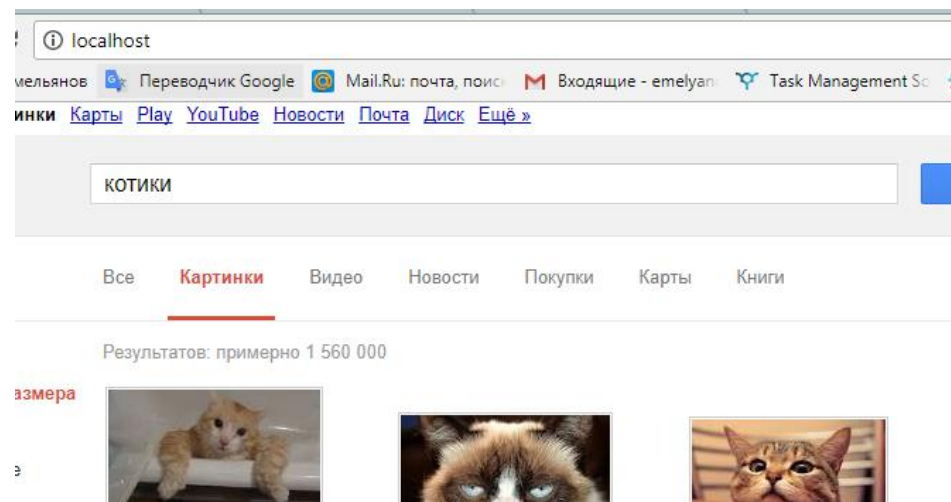 localhost
мельянов Переводчик Google Mail.Ru: почта, поис Входящие - emelyan Task Management So
инки Карты Play YouTube Новости Почта Диск Ещё »
котики
Все Картинки Видео Новости Покупки Карты Книги
Результатов: примерно 1 560 000
азмера
е